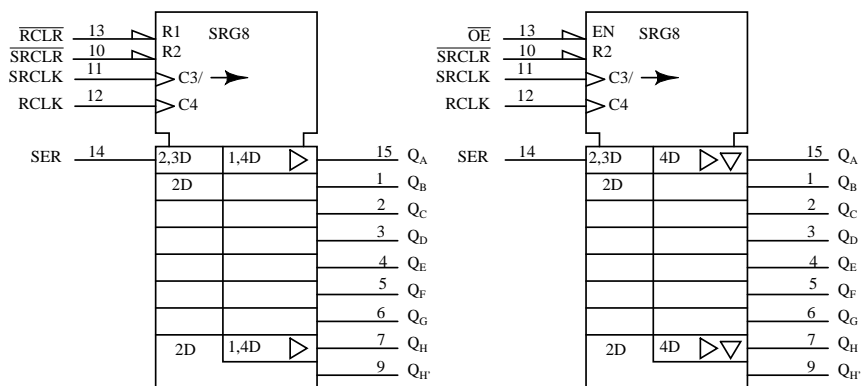 RCLR 13 R1 SRG8
SRCLR 10 R2
SRCLK 11 C3/
RCLK 12 C4
SER 14 2,3D 1,4D 15 QA
2D 1 QB
2 QC
3 QD
4 QE
5 QF
6 QG
2D 1,4D 7 QH
9 QH'
OE 13 EN SRG8
SRCLR 10 R2
SRCLK 11 C3/
RCLK 12 C4
SER 14 2,3D 4D 15 QA
2D 1 QB
2 QC
3 QD
4 QE
5 QF
6 QG
2D 4D 7 QH
9 QH'